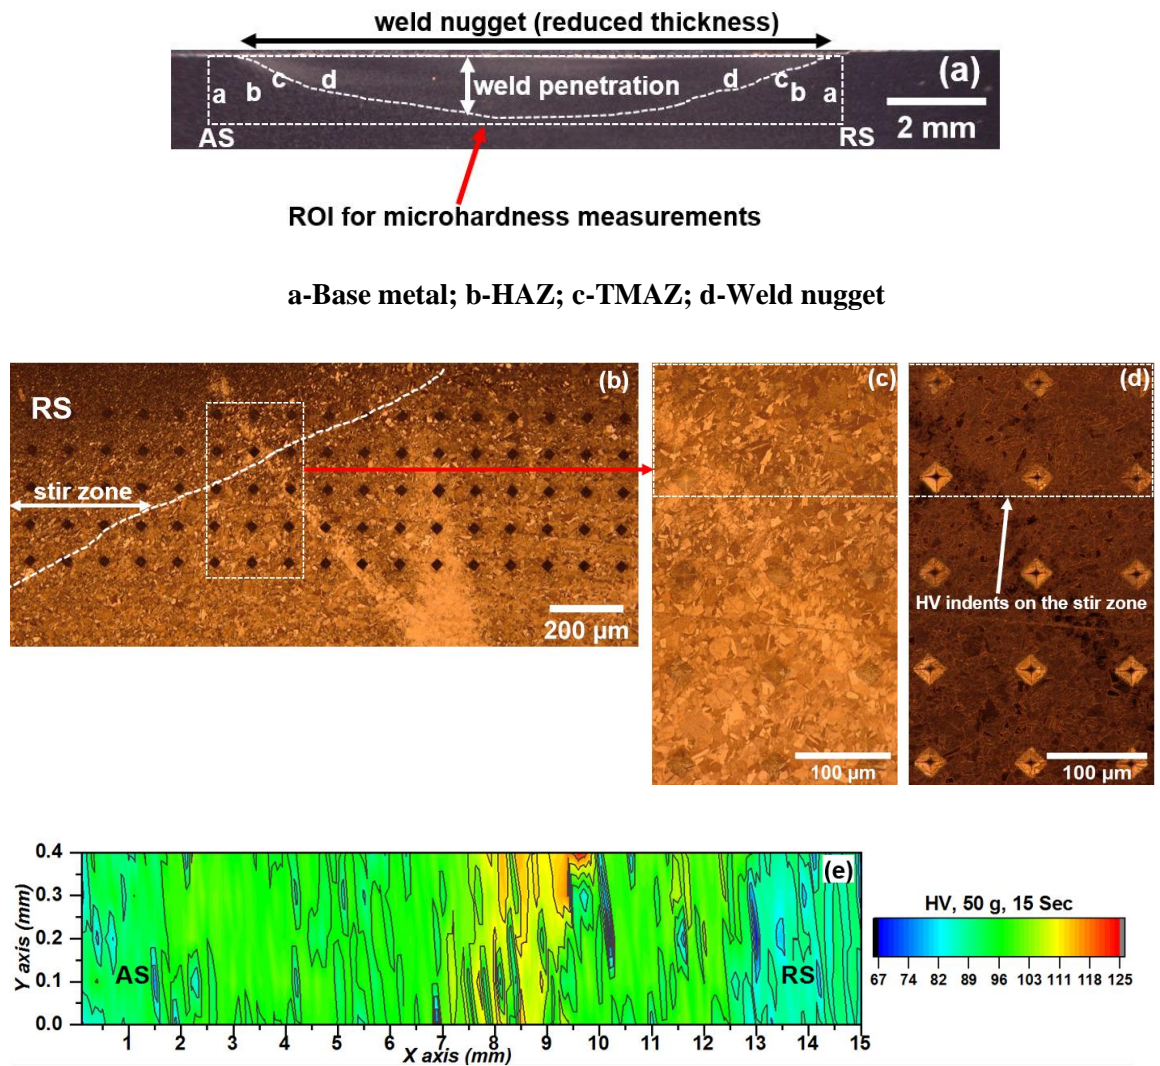 weld nugget (reduced thickness)
(a)
a b c d weld penetration d c b a
2 mm
AS RS
ROI for microhardness measurements
a-Base metal; b-HAZ; c-TMAZ; d-Weld nugget
RS (b)
stir zone
200 µm
(c)
100 µm
(d)
HV indents on the stir zone
100 µm
(e)
0.4
0.3
0.2
0.1
0.0
Y axis (mm)
AS RS
1 2 3 4 5 6 7 8 9 10 11 12 13 14 15
X axis (mm)
HV, 50 g, 15 Sec
67 74 82 89 96 103 111 118 125